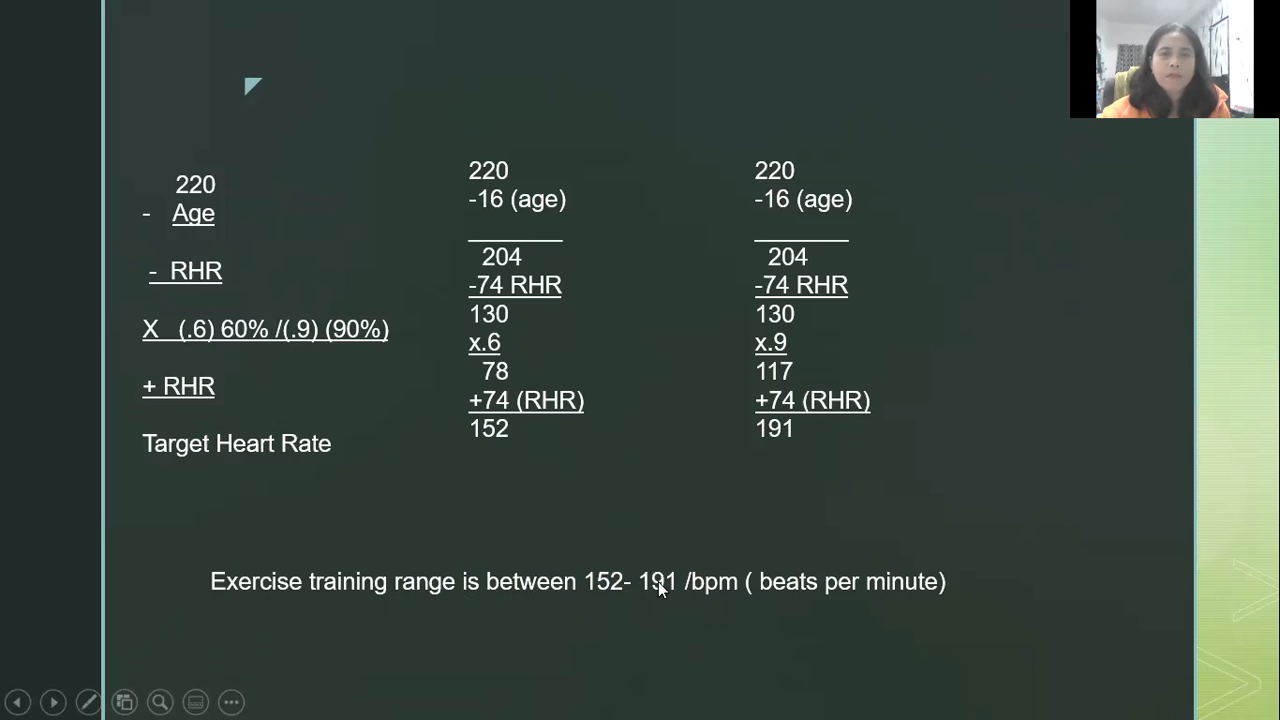 220
- Age
- RHR
X (.6) 60% /(.9) (90%)
+ RHR
Target Heart Rate
220
-16 (age)
204
-74 RHR
130
x.6
78
+74 (RHR)
152
220
-16 (age)
204
-74 RHR
130
x.9
117
+74 (RHR)
191
Exercise training range is between 152- 191 /bpm ( beats per minute)